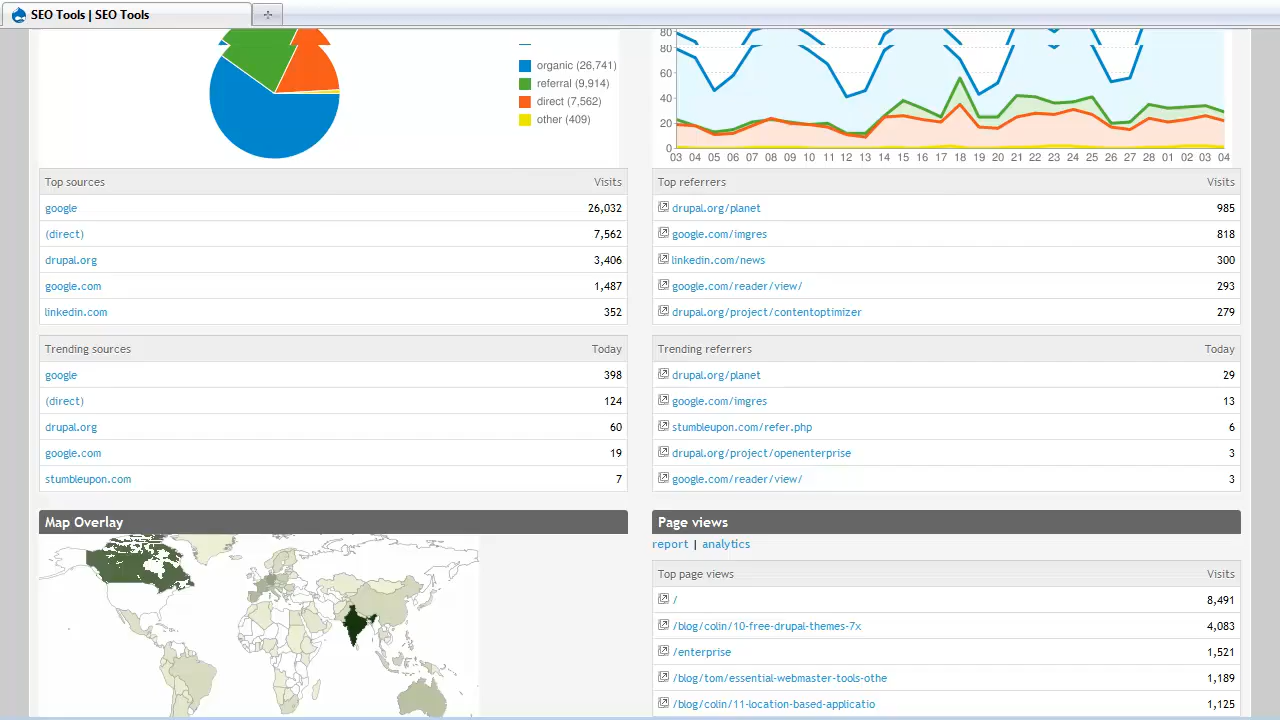 SEO Tools | SEO Tools
organic (26,741)
referral (9,914)
direct (7,562)
other (409)
80
80
60
40
20
0
03 04 05 06 07 08 09 10 11 12 13 14 15 16 17 18 19 20 21 22 23 24 25 26 27 28 01 02 03 04
Top sources Visits
google 26,032
(direct) 7,562
drupal.org 3,406
google.com 1,487
linkedin.com 352
Top referrers Visits
drupal.org/planet 985
google.com/imgres 818
linkedin.com/news 300
google.com/reader/view/ 293
drupal.org/project/contentoptimizer 279
Trending sources Today
google 398
(direct) 124
drupal.org 60
google.com 19
stumbleupon.com 7
Trending referrers Today
drupal.org/planet 29
google.com/imgres 13
stumbleupon.com/refer.php 6
drupal.org/project/openenterprise 3
google.com/reader/view/ 3
Map Overlay
Page views
report | analytics
Top page views Visits
/ 8,491
/blog/colin/10-free-drupal-themes-7x 4,083
/enterprise 1,521
/blog/tom/essential-webmaster-tools-othe 1,189
/blog/colin/11-location-based-applicatio 1,125